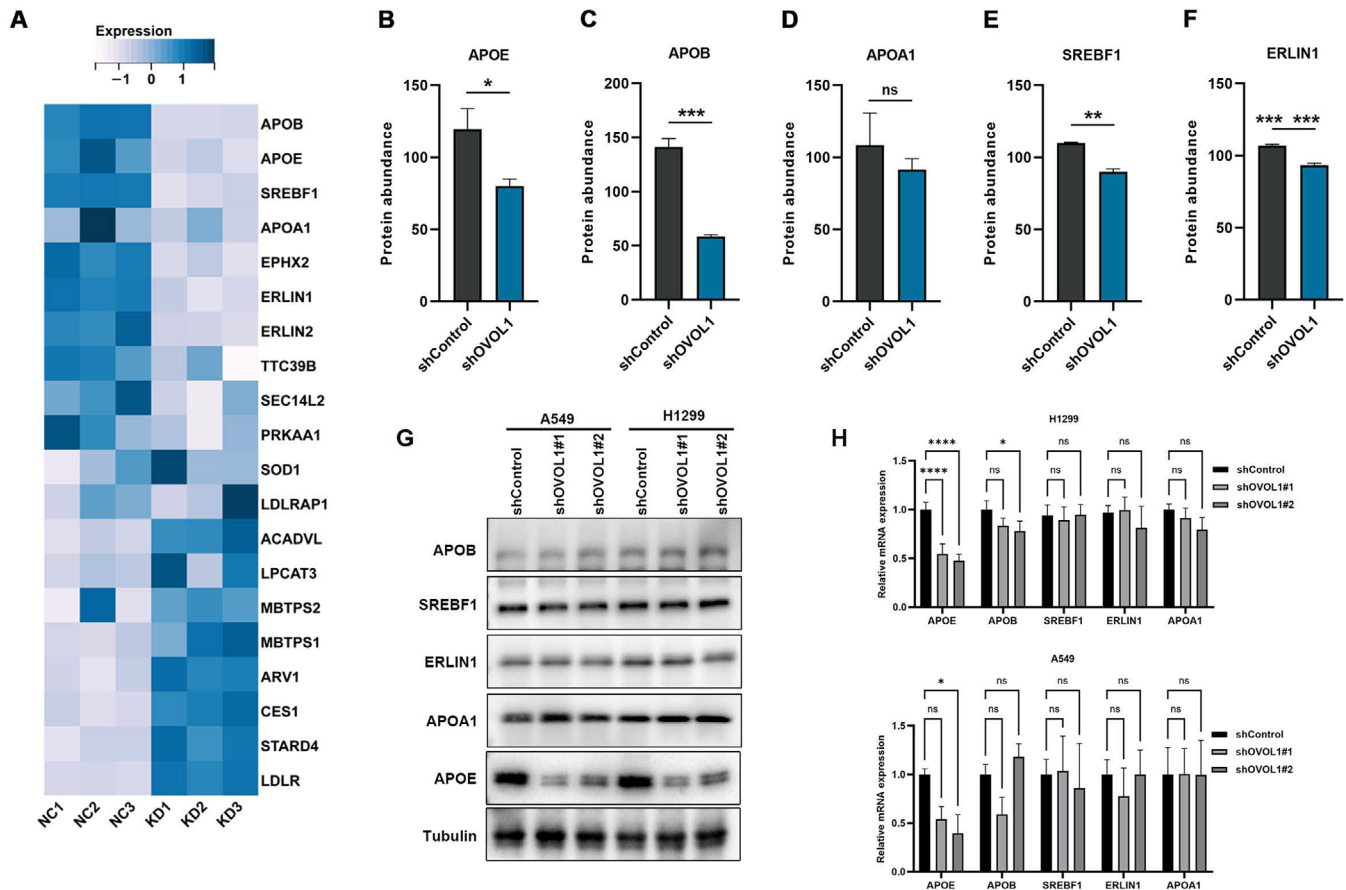 A
Expression
−1 0 1
APOB
APOE
SREBF1
APOA1
EPHX2
ERLIN1
ERLIN2
TTC39B
SEC14L2
PRKAA1
SOD1
LDLRAP1
ACADVL
LPCAT3
MBTPS2
MBTPS1
ARV1
CES1
STARD4
LDLR
NC1 NC2 NC3 KD1 KD2 KD3
B
APOE
Protein abundance
150
100
50
0
*
shControl
shOVOL1
C
APOB
Protein abundance
200
150
100
50
0
***
shControl
shOVOL1
D
APOA1
Protein abundance
150
100
50
0
ns
shControl
shOVOL1
E
SREBF1
Protein abundance
150
100
50
0
**
shControl
shOVOL1
F
ERLIN1
Protein abundance
150
100
50
0
*** ***
shControl
shOVOL1
G
A549 H1299
shControl shOVOL1#1 shOVOL1#2 shControl shOVOL1#1 shOVOL1#2
APOB
SREBF1
ERLIN1
APOA1
APOE
Tubulin
H
H1299
Relative mRNA expression
1.5
1.0
0.5
0.0
**** * ns ns ns
**** ns ns ns ns
APOE APOB SREBF1 ERLIN1 APOA1
shControl
shOVOL1#1
shOVOL1#2
A549
Relative mRNA expression
1.5
1.0
0.5
0.0
* ns ns ns ns
ns ns ns ns ns
APOE APOB SREBF1 ERLIN1 APOA1
shControl
shOVOL1#1
shOVOL1#2